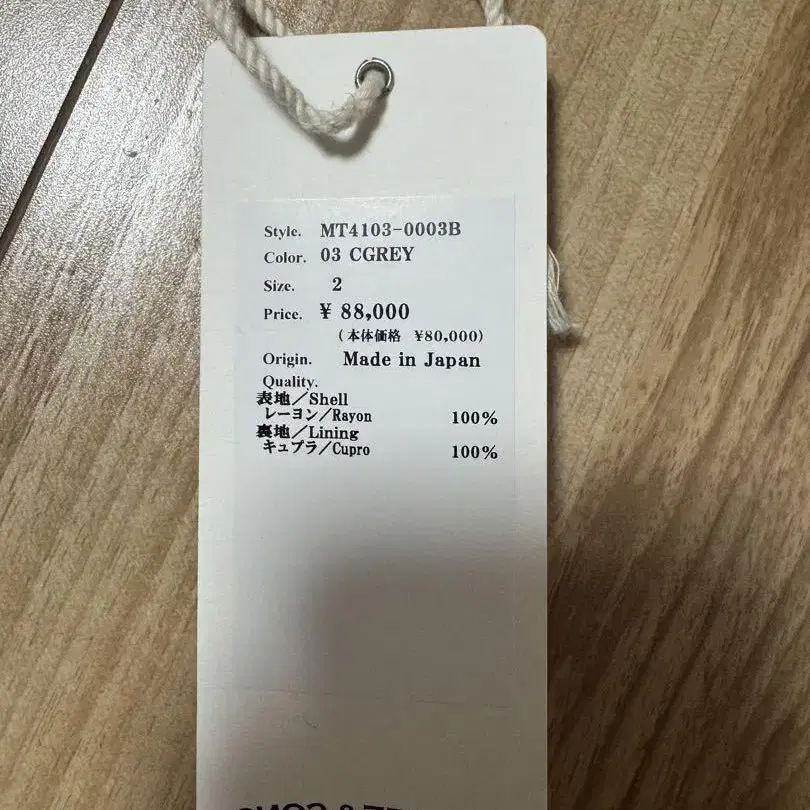 Style. MT4103-0003B
Color. 03 CGREY
Size. 2
Price. ¥ 88,000
(本体価格 ¥80,000)
Origin. Made in Japan
Quality.
表地/Shell
レーヨン/Rayon 100%
裏地/Lining
キュプラ/Cupro 100%